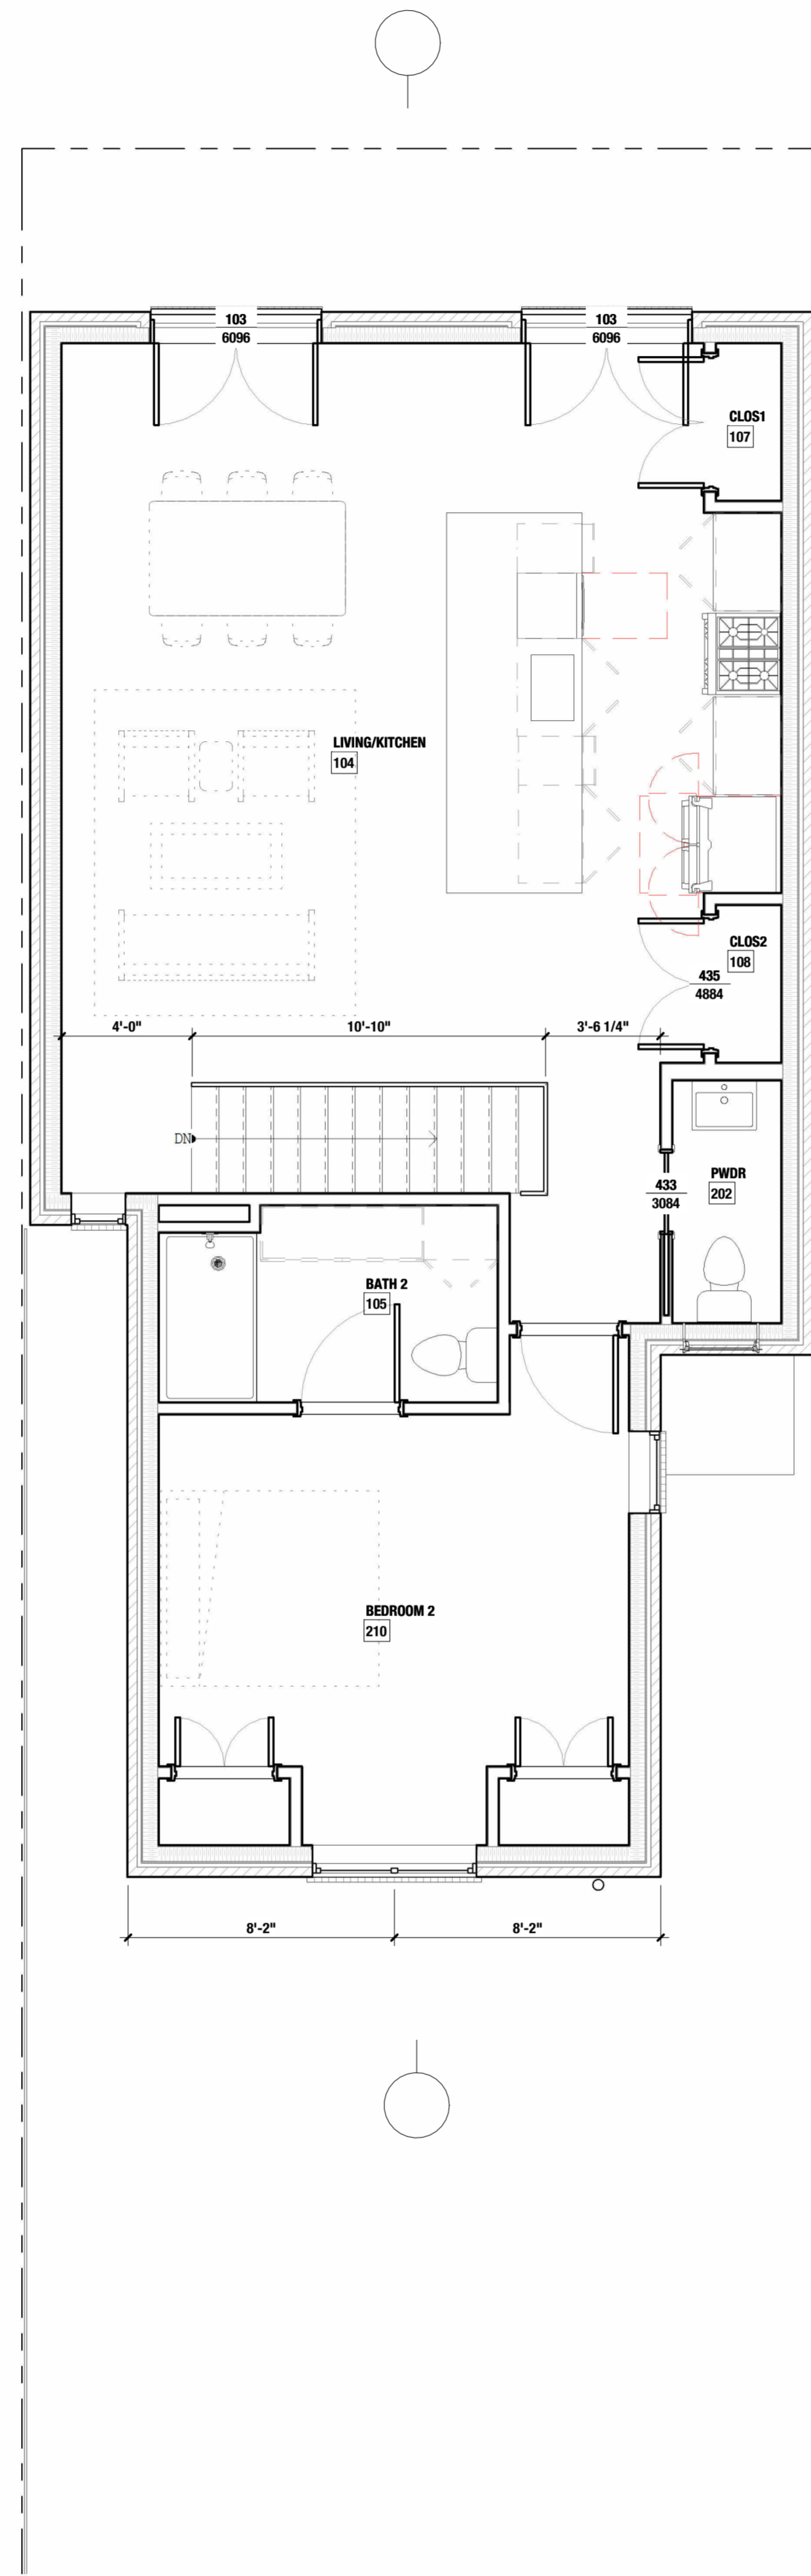 103
6096
103
6096
CLOS1
107
LIVING/KITCHEN
104
CLOS2
108
435
4884
4'-0"
10'-10"
3'-6 1/4"
DN
PWDR
202
433
3084
BATH 2
105
BEDROOM 2
210
8'-2"
8'-2"